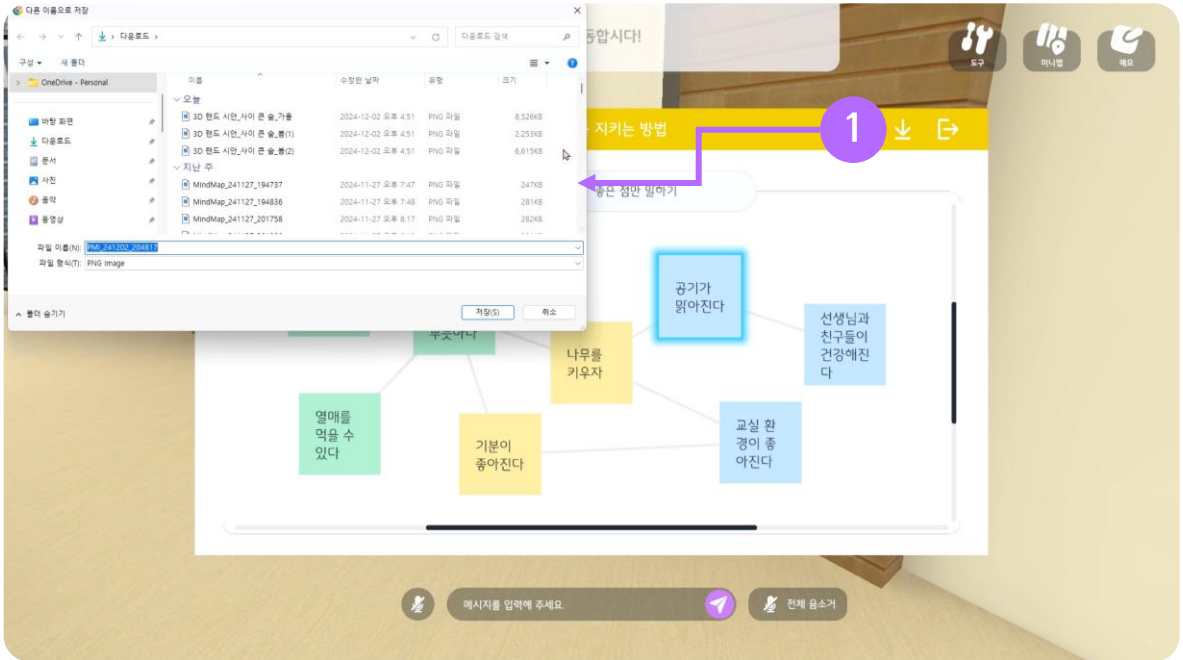 다른 이름으로 저장
다운로드
다운로드 검색
구성
새 폴더
OneDrive - Personal
바탕 화면
다운로드
문서
사진
음악
동영상
이름
수정한 날짜
유형
크기
오늘
3D 핸드 시안_사이 큰 숲_가을 2024-12-02 오후 4:51 PNG 파일 8,526KB
3D 핸드 시안_사이 큰 숲_봄(1) 2024-12-02 오후 4:51 PNG 파일 2,253KB
3D 핸드 시안_사이 큰 숲_봄(2) 2024-12-02 오후 4:51 PNG 파일 6,615KB
지난 주
MindMap_241127_194737 2024-11-27 오후 7:47 PNG 파일 247KB
MindMap_241127_194836 2024-11-27 오후 7:48 PNG 파일 281KB
MindMap_241127_201758 2024-11-27 오후 8:17 PNG 파일 282KB
파일 이름(N): PMI_241202_204817
파일 형식(T): PNG image
폴더 숨기기
저장(S)
취소
동합시다!
도구
미니맵
메모
지키는 방법
1
좋은 점만 말하기
공기가
맑아진다
선생님과
친구들이
건강해진
다
나무를
키우자
열매를
먹을 수
있다
기분이
좋아진다
교실 환
경이 좋
아진다
메시지를 입력해 주세요.
전체 음소거